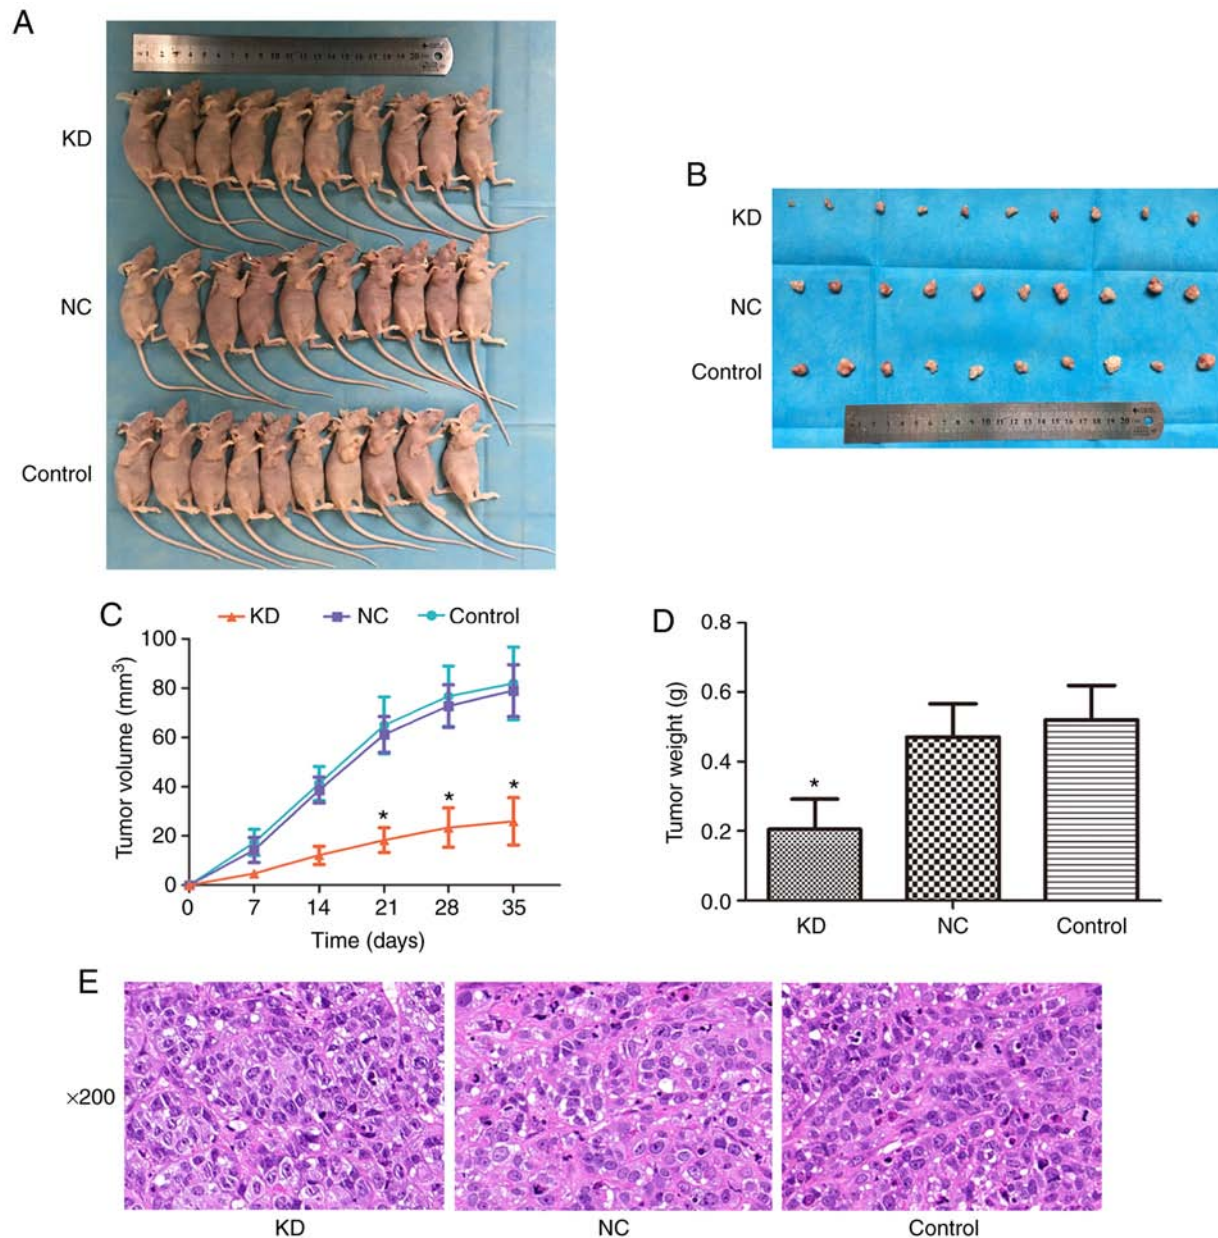 A
KD
NC
Control
B
KD
NC
Control
C
KD NC Control
Tumor volume (mm³)
100
80
60
40
20
0
0 7 14 21 28 35
* * *
Time (days)
D
Tumor weight (g)
0.8
0.6
0.4
0.2
0.0
*
KD NC Control
E
×200
KD NC Control